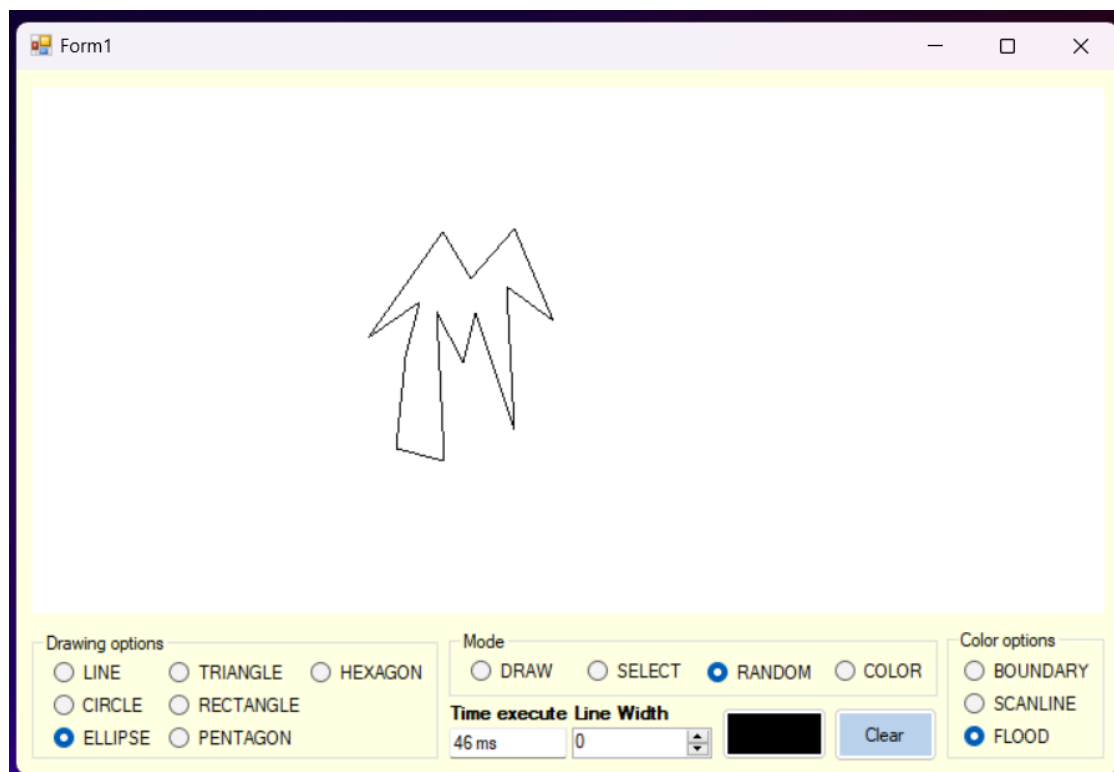 Form1
Drawing options
LINE TRIANGLE HEXAGON
CIRCLE RECTANGLE
ELLIPSE PENTAGON
Mode
DRAW SELECT RANDOM COLOR
Time execute Line Width
46 ms 0
Clear
Color options
BOUNDARY
SCANLINE
FLOOD